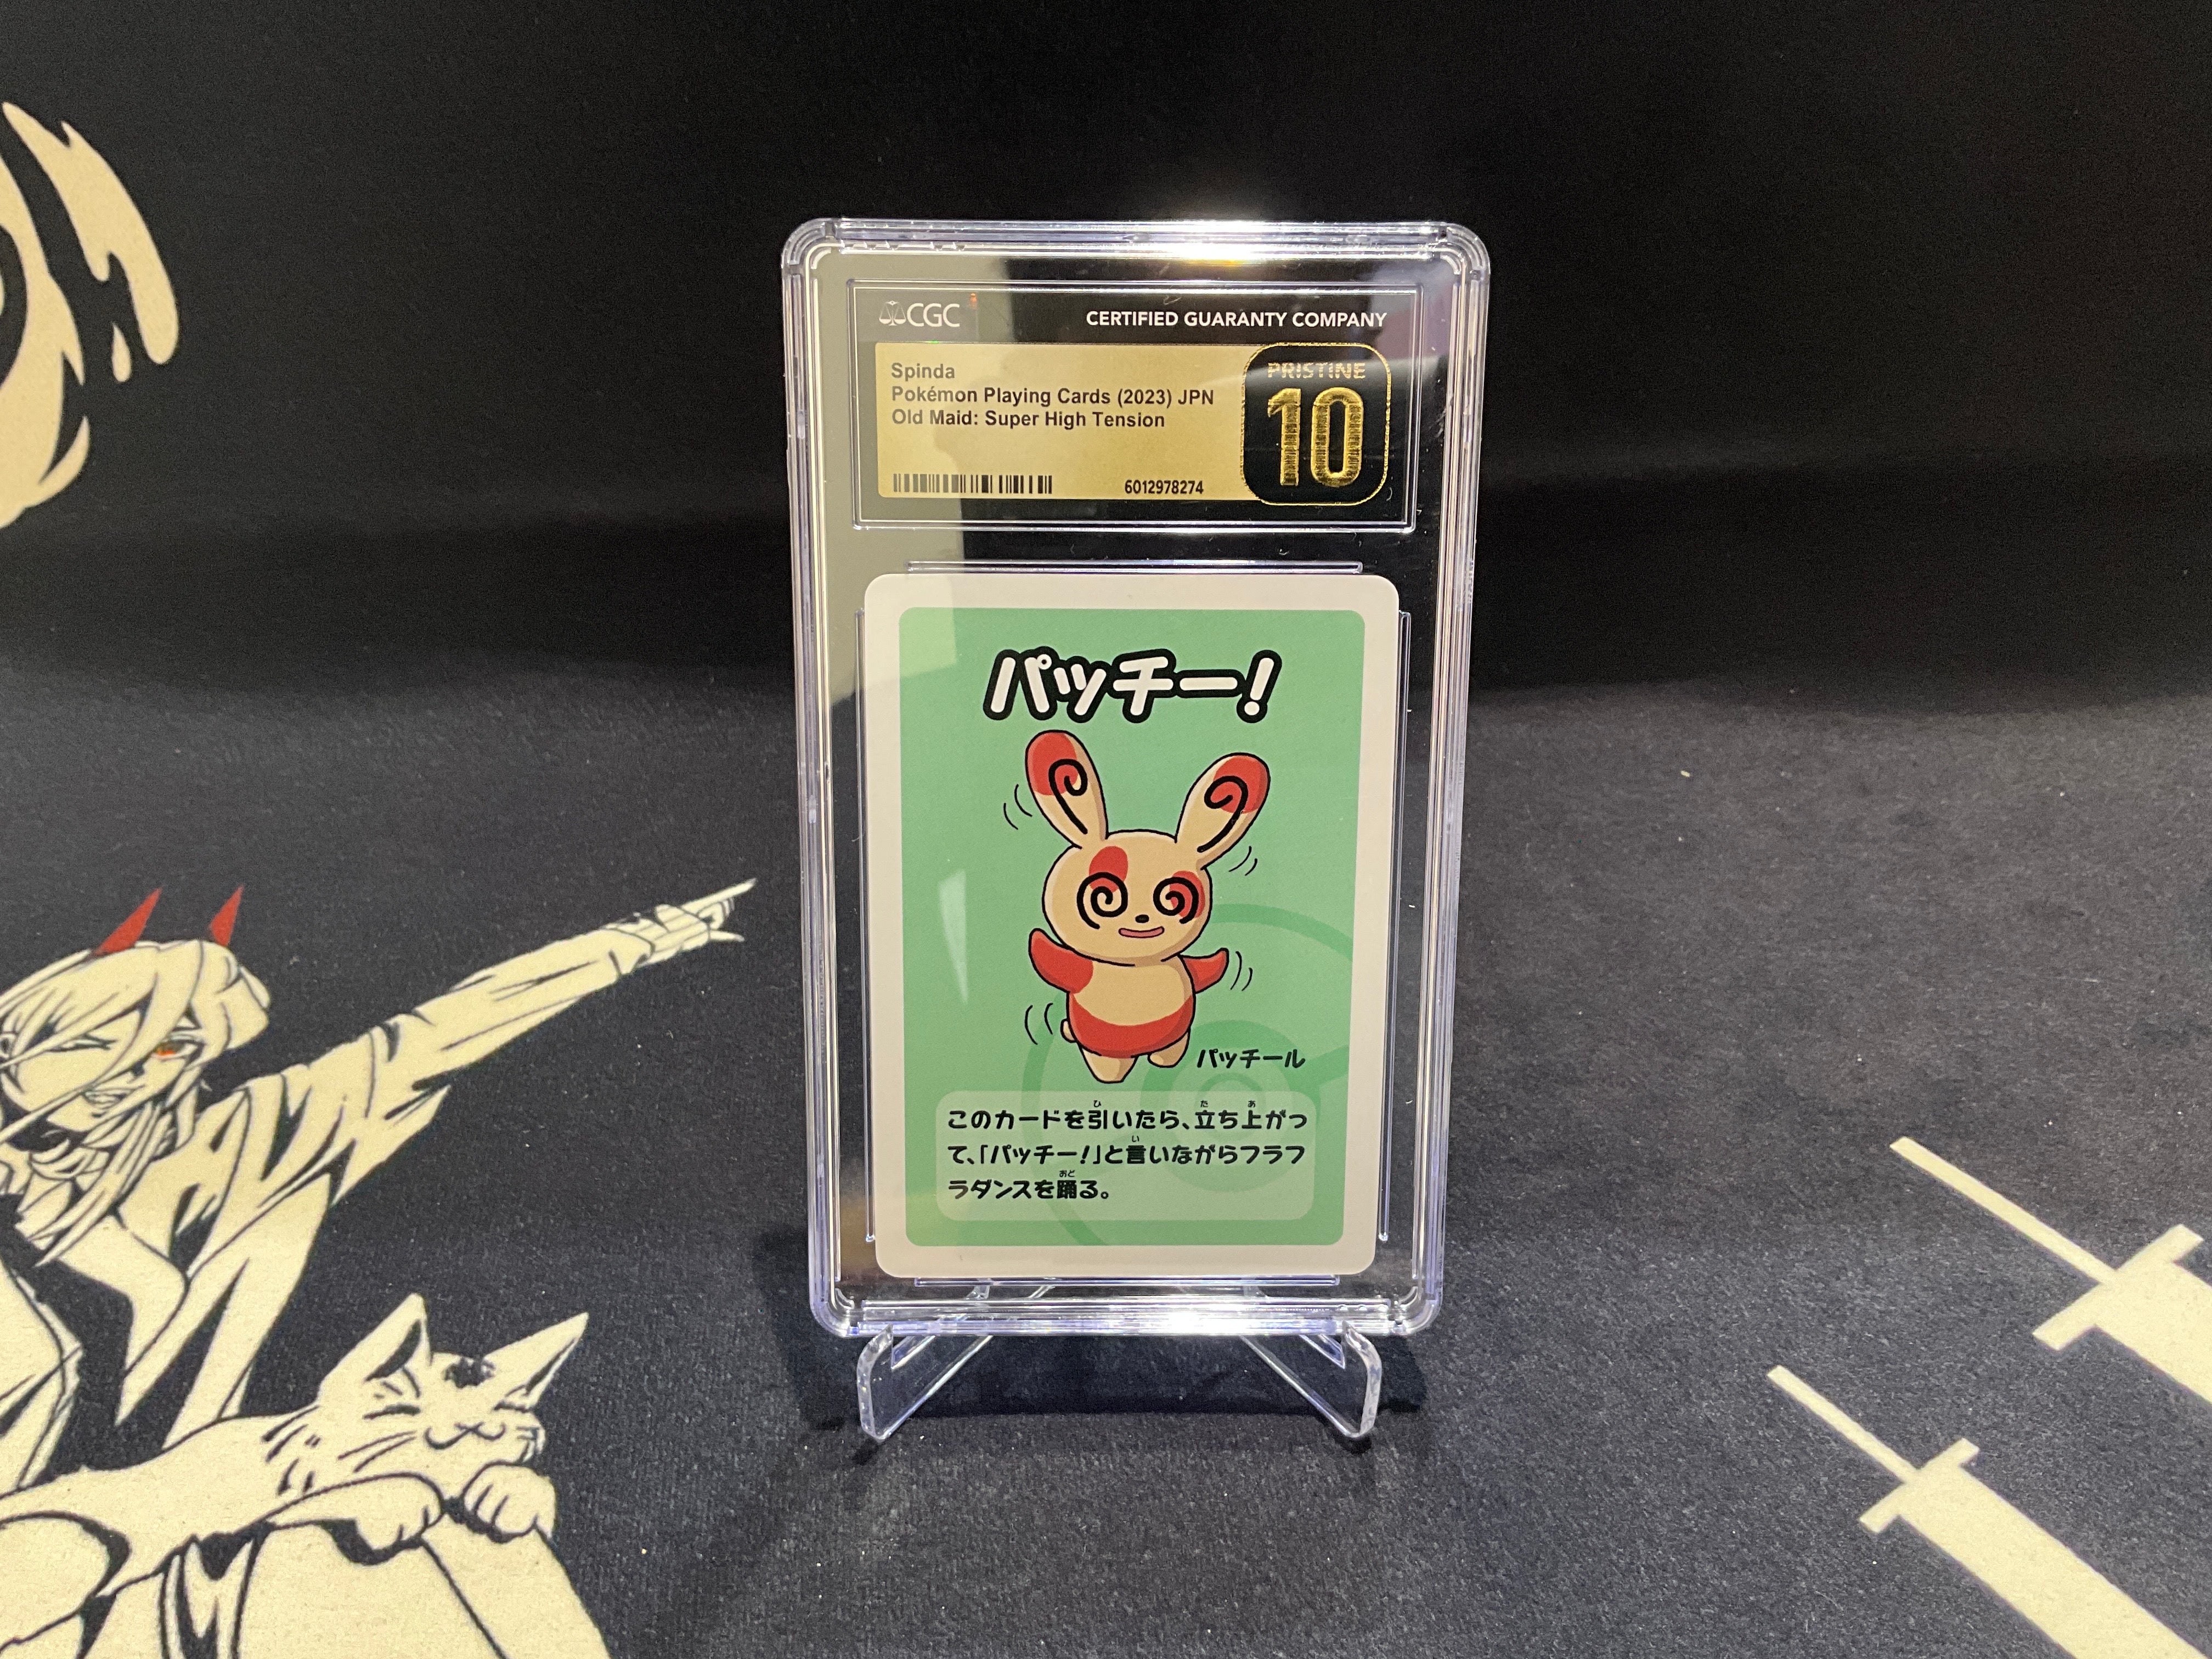 CGC
CERTIFIED GUARANTY COMPANY
Spinda
Pokémon Playing Cards (2023) JPN
Old Maid: Super High Tension
6012978274
PRISTINE
10
パッチー!
パッチール
このカードを引いたら、立ち上がっ
て、「パッチー!」と言いながらフラフ
ラダンスを踊る。